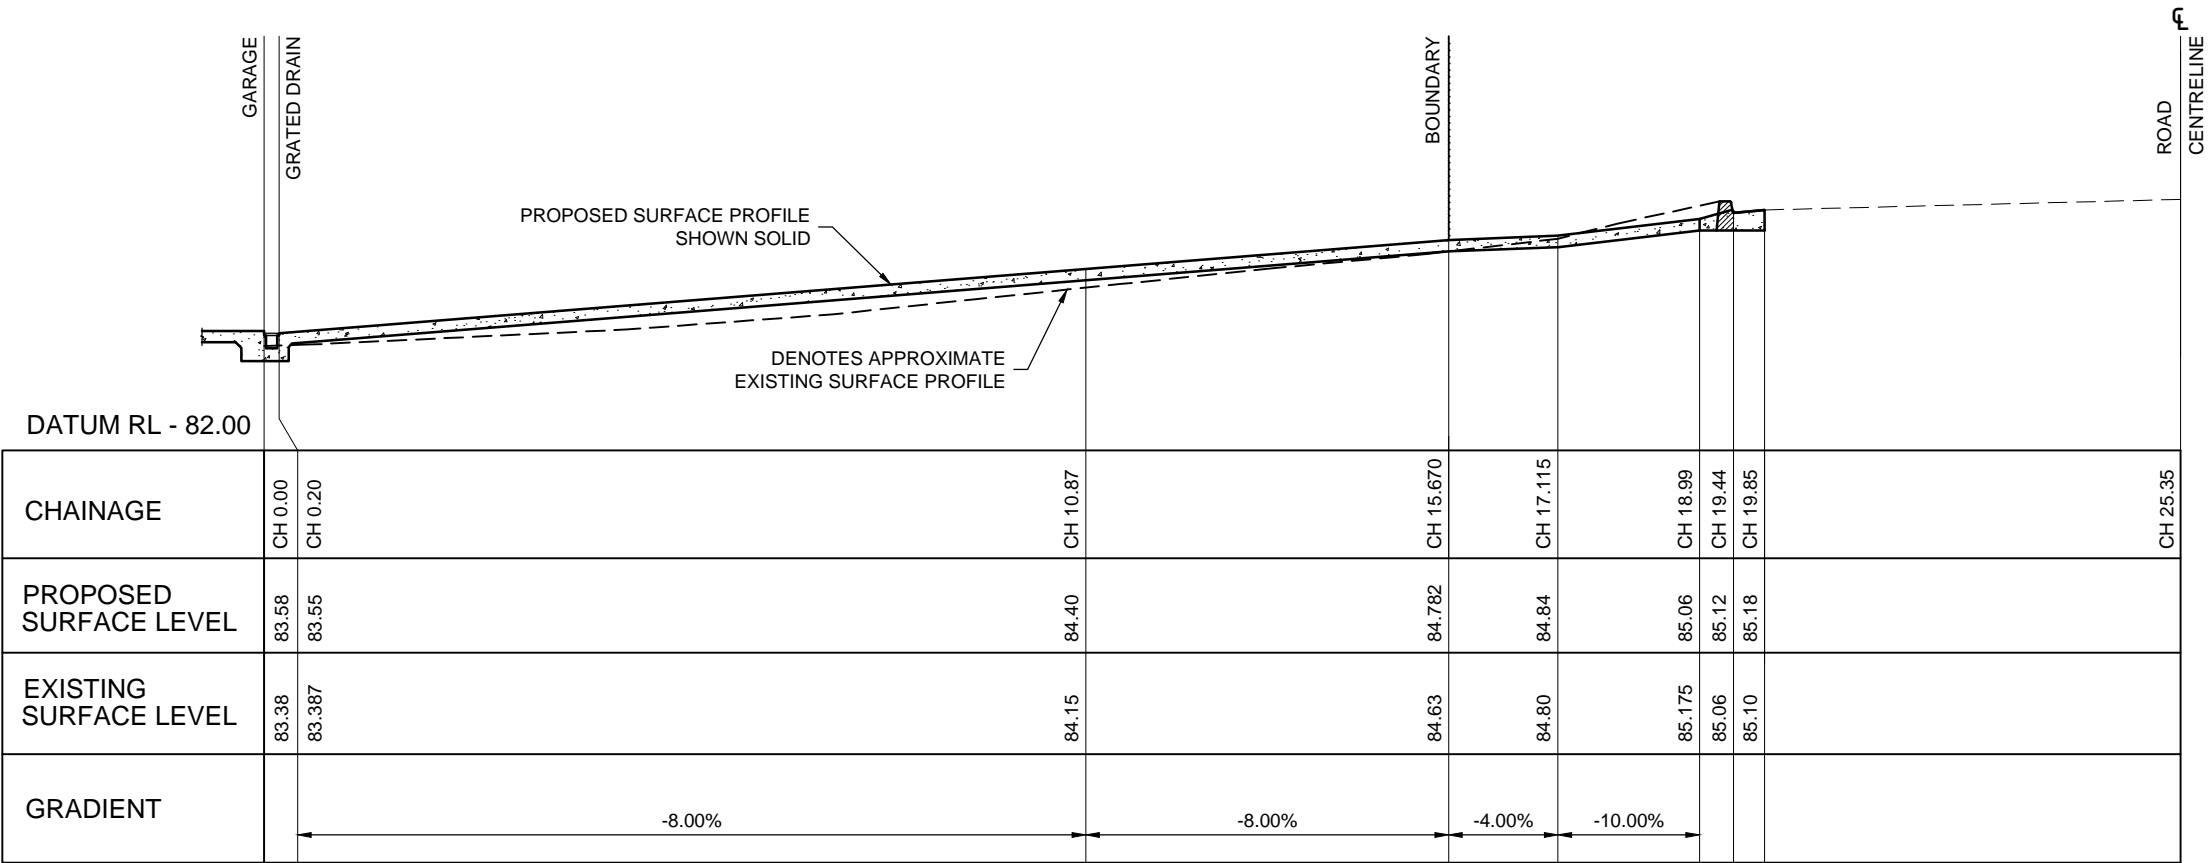 GARAGE
GRATED DRAIN
BOUNDARY
℄
ROAD
CENTRELINE
PROPOSED SURFACE PROFILE
SHOWN SOLID
DENOTES APPROXIMATE
EXISTING SURFACE PROFILE
DATUM RL - 82.00
CHAINAGE
CH 0.00
CH 0.20
CH 10.87
CH 15.670
CH 17.115
CH 18.99
CH 19.44
CH 19.85
CH 25.35
PROPOSED
SURFACE LEVEL
83.58
83.55
84.40
84.782
84.84
85.06
85.12
85.18
EXISTING
SURFACE LEVEL
83.38
83.387
84.15
84.63
84.80
85.175
85.06
85.10
GRADIENT
-8.00%
-8.00%
-4.00%
-10.00%